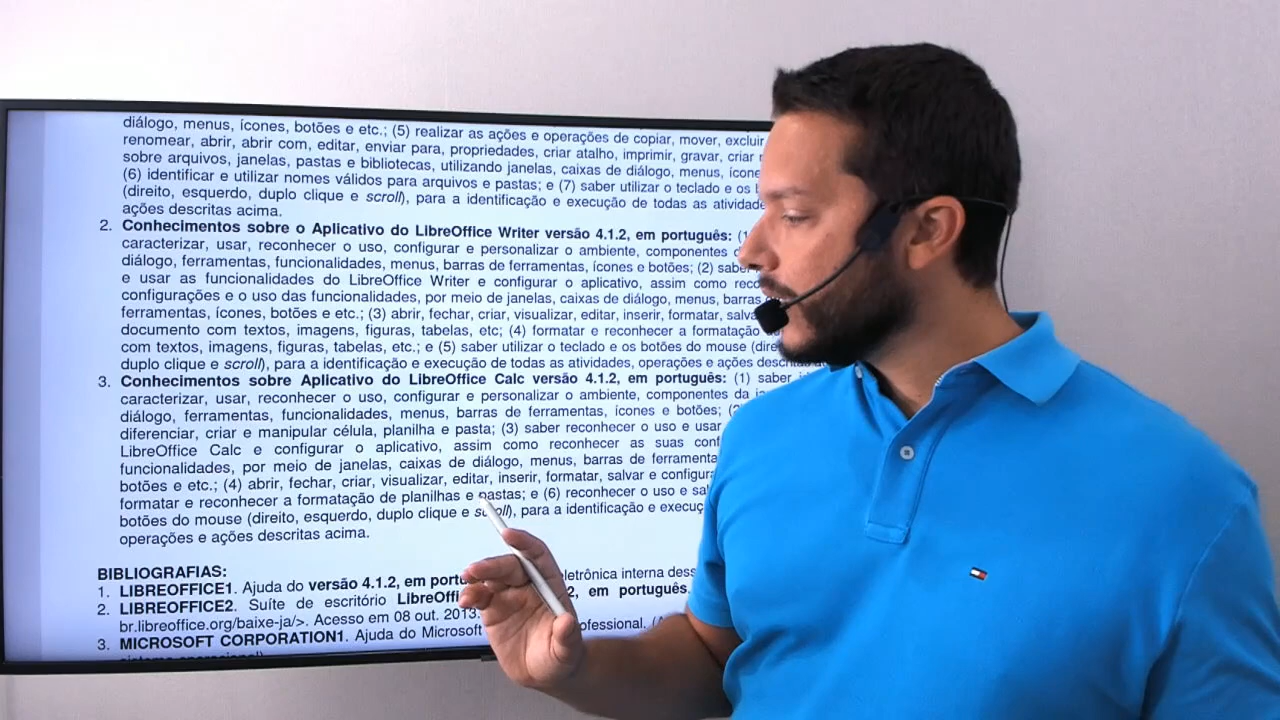 diálogo, menus, ícones, botões e etc.; (5) realizar as ações e operações de copiar, mover, excluir
renomear, abrir, abrir com, editar, enviar para, propriedades, criar atalho, imprimir, gravar, criar
sobre arquivos, janelas, pastas e bibliotecas, utilizando janelas, caixas de diálogo, menus,
(6) identificar e utilizar nomes válidos para arquivos e pastas; e (7) saber utilizar o teclado e os
(direito, esquerdo, duplo clique e scroll), para a identificação e execução de todas as
ações descritas acima.
2. Conhecimentos sobre o Aplicativo do LibreOffice Writer versão 4.1.2, em português:
caracterizar, usar, reconhecer o uso, configurar e personalizar o ambiente, componentes
diálogo, ferramentas, funcionalidades, menus, barras de ferramentas, ícones e botões; (2)
e usar as funcionalidades do LibreOffice Writer e configurar o aplicativo, assim como
configurações e o uso das funcionalidades, por meio de janelas, caixas de diálogo, menus, barras
ferramentas, ícones, botões e etc.; (3) abrir, fechar, criar, visualizar, editar, inserir, formatar,
documento com textos, imagens, figuras, tabelas, etc; (4) formatar e reconhecer a formatação
com textos, imagens, figuras, tabelas, etc.; e (5) saber utilizar o teclado e os botões do mouse
duplo clique e scroll), para a identificação e execução de todas as atividades, operações e ações
3. Conhecimentos sobre Aplicativo do LibreOffice Calc versão 4.1.2, em português: (1) saber
caracterizar, usar, reconhecer o uso, configurar e personalizar o ambiente, componentes da
diálogo, ferramentas, funcionalidades, menus, barras de ferramentas, ícones e botões;
diferenciar, criar e manipular célula, planilha e pasta; (3) saber reconhecer o uso e usar
LibreOffice Calc e configurar o aplicativo, assim como reconhecer as suas
funcionalidades, por meio de janelas, caixas de diálogo, menus, barras de
botões e etc.; (4) abrir, fechar, criar, visualizar, editar, inserir, formatar, salvar e
formatar e reconhecer a formatação de planilhas e pastas; e (6) reconhecer o uso e
botões do mouse (direito, esquerdo, duplo clique e scroll), para a identificação e
operações e ações descritas acima.
BIBLIOGRAFIAS:
1. LIBREOFFICE1. Ajuda do versão 4.1.2, em interna
2. LIBREOFFICE2. Suíte de escritório em português.
br.libreoffice.org/baixe-ja/>. Acesso em 08 out. 2013.
3. MICROSOFT CORPORATION1. Ajuda do Microsoft